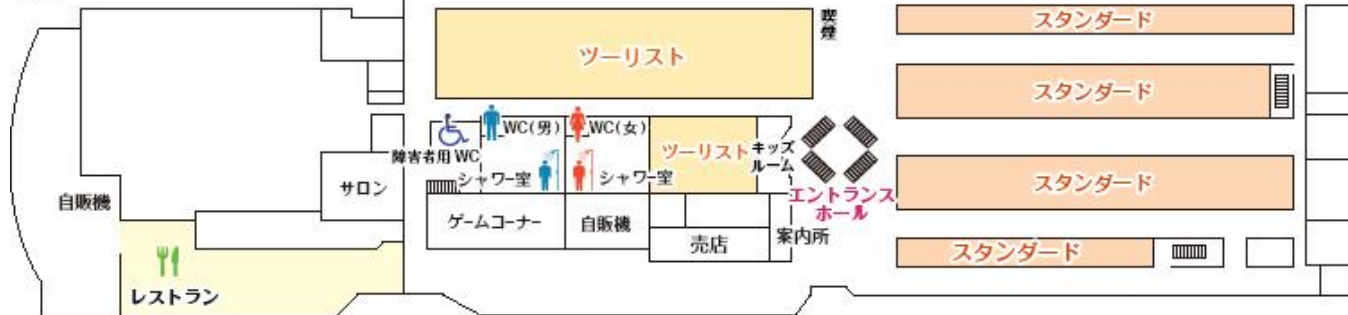 喫煙
スタンダード
ツーリスト
スタンダード
WC(男)
WC(女)
障害者用 WC
ツーリスト
キッズ
ルーム
シャワー室
シャワー室
サロン
スタンダード
自販機
エントランス
ホール
ゲームコーナー
自販機
売店
案内所
スタンダード
レストラン